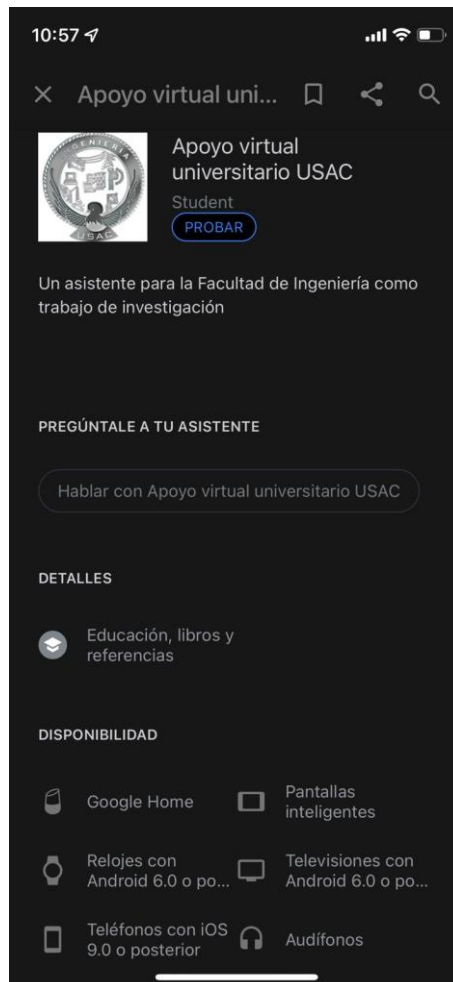 10:57
Apoyo virtual uni...
INGENIERÍA
USAC
Apoyo virtual
universitario USAC
Student
PROBAR
Un asistente para la Facultad de Ingeniería como
trabajo de investigación
PREGÚNTALE A TU ASISTENTE
Hablar con Apoyo virtual universitario USAC
DETALLES
Educación, libros y
referencias
DISPONIBILIDAD
Google Home
Pantallas
inteligentes
Relojes con
Android 6.0 o po...
Televisiones con
Android 6.0 o po...
Teléfonos con iOS
9.0 o posterior
Audífonos